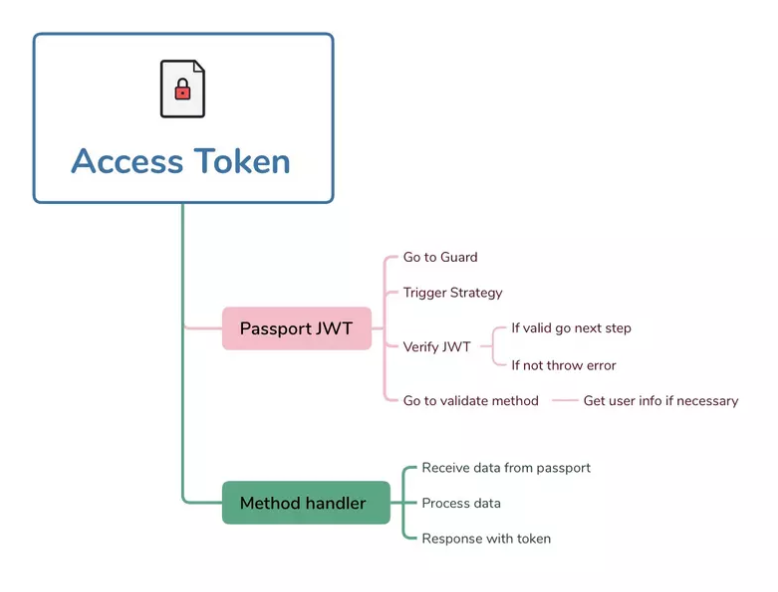 Access Token
Go to Guard
Trigger Strategy
Passport JWT
If valid go next step
Verify JWT
If not throw error
Go to validate method
Get user info if necessary
Receive data from passport
Method handler
Process data
Response with token